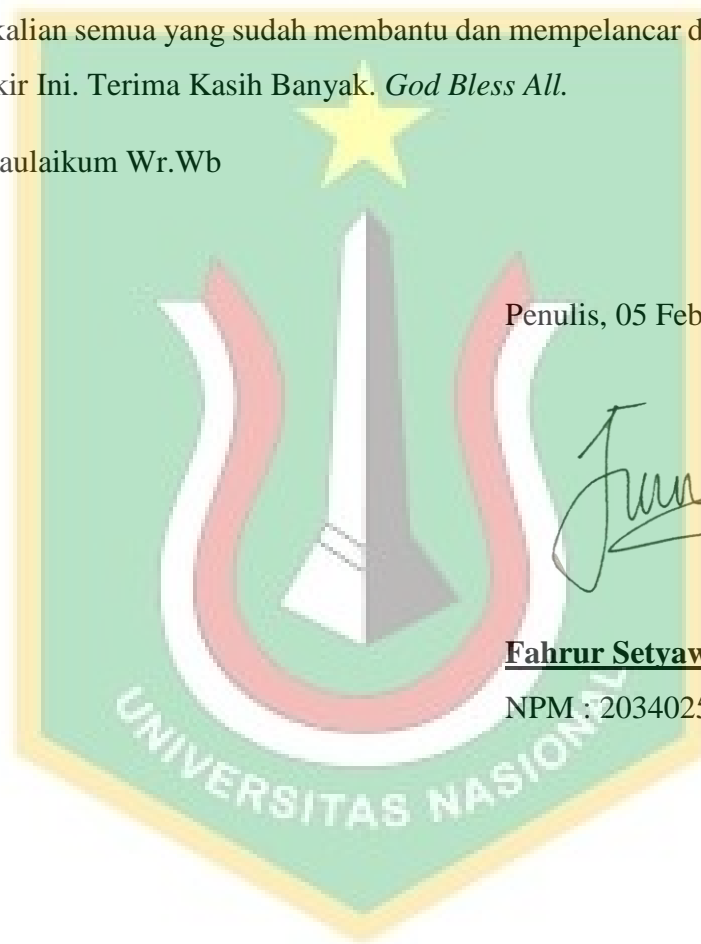 kalian semua yang sudah membantu dan mempelancar d
kir Ini. Terima Kasih Banyak. God Bless All.
aulaikum Wr.Wb
Penulis, 05 Feb
Fahrur Setyaw
NPM : 2034025
UNIVERSITAS NASIONAL